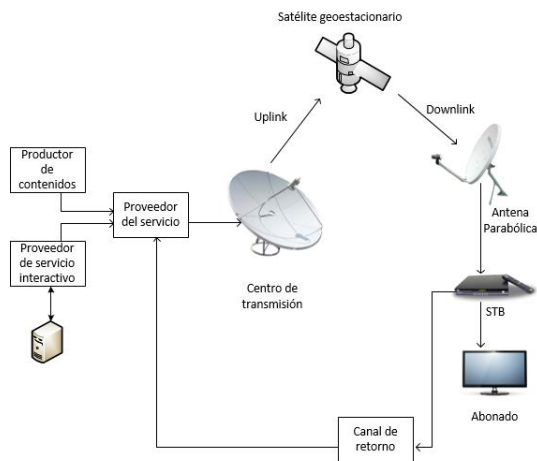 Satélite geoestacionario
Uplink
Downlink
Productor
de
contenidos
Proveedor
del servicio
Proveedor
de servicio
interactivo
Centro de
transmisión
Antena
Parabólica
STB
Abonado
Canal de
retorno